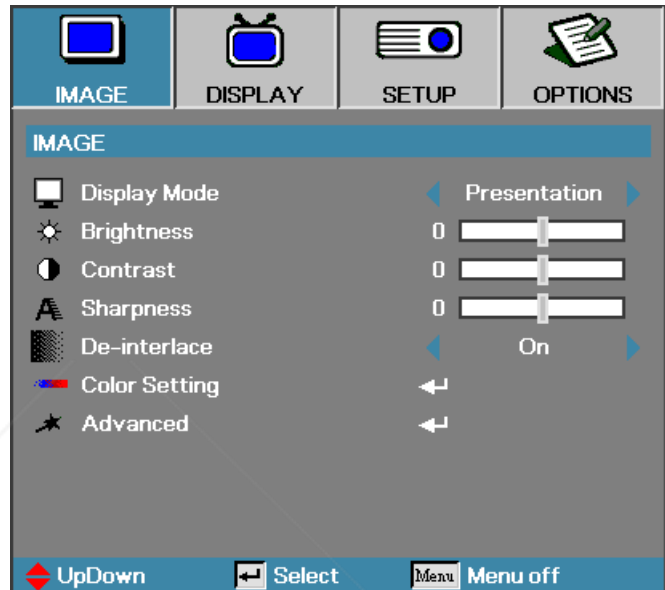 IMAGE DISPLAY SETUP OPTIONS
IMAGE
Display Mode Presentation
Brightness 0
Contrast 0
Sharpness 0
De-interlace On
Color Setting
Advanced
UpDown Select Menu Menu off